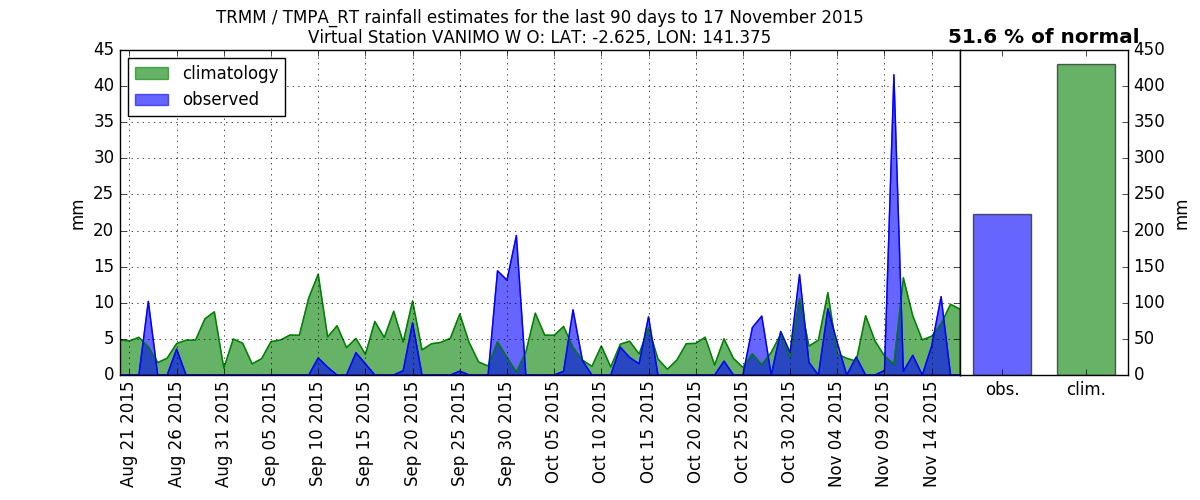 TRMM / TMPA_RT rainfall estimates for the last 90 days to 17 November 2015
Virtual Station VANIMO W O: LAT: -2.625, LON: 141.375
51.6 % of normal
climatology
observed
mm
45
40
35
30
25
20
15
10
5
0
Aug 21 2015
Aug 26 2015
Aug 31 2015
Sep 05 2015
Sep 10 2015
Sep 15 2015
Sep 20 2015
Sep 25 2015
Sep 30 2015
Oct 05 2015
Oct 10 2015
Oct 15 2015
Oct 20 2015
Oct 25 2015
Oct 30 2015
Nov 04 2015
Nov 09 2015
Nov 14 2015
obs.
clim.
450
400
350
300
250
200
150
100
50
0
mm